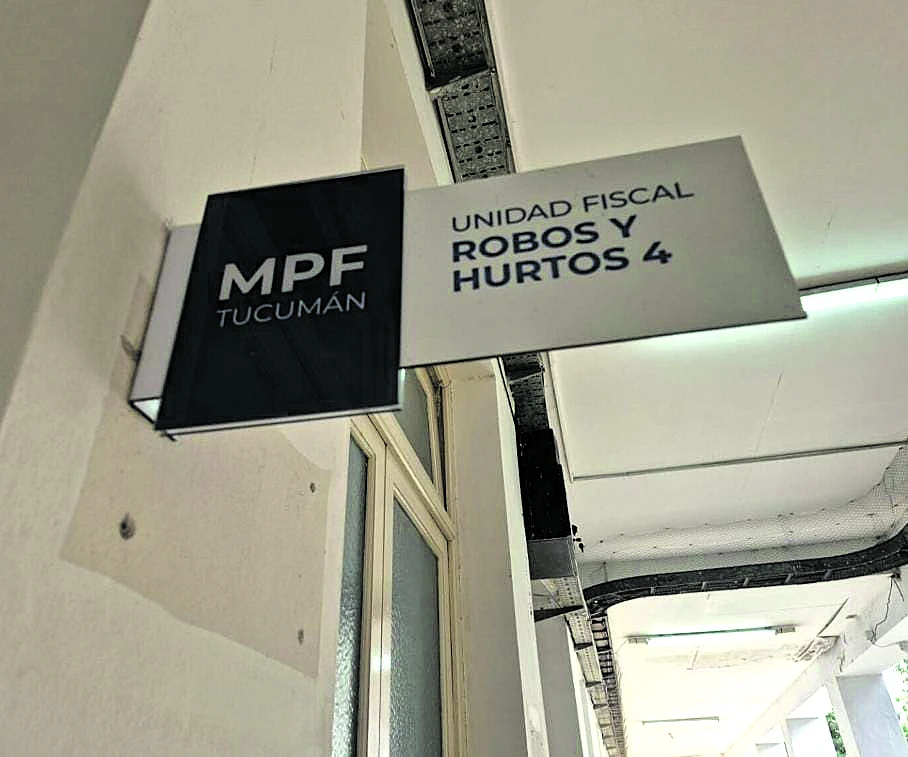 MPF
TUCUMÁN
UNIDAD FISCAL
ROBOS Y
HURTOS 4